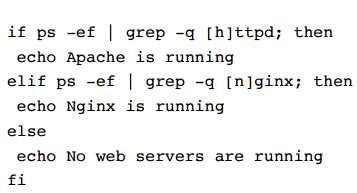 if ps -ef | grep -q [h]ttpd; then
 echo Apache is running
elif ps -ef | grep -q [n]ginx; then
 echo Nginx is running
else
 echo No web servers are running
fi